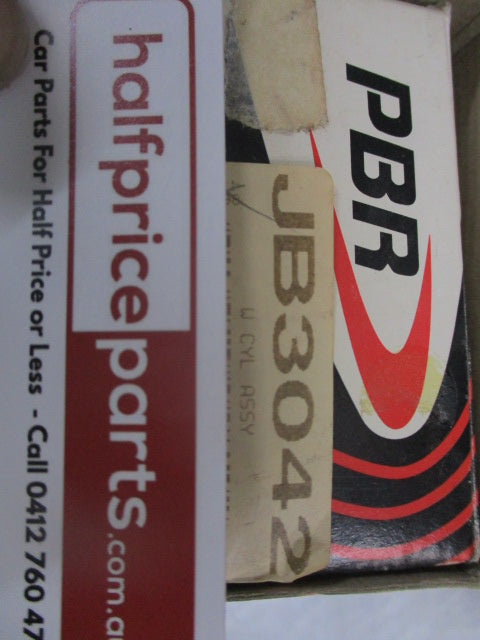 halfpriceparts.com.a
Car Parts For Half Price or Less - Call 0412 760 47
PBR
JB3042
W CYL ASSY